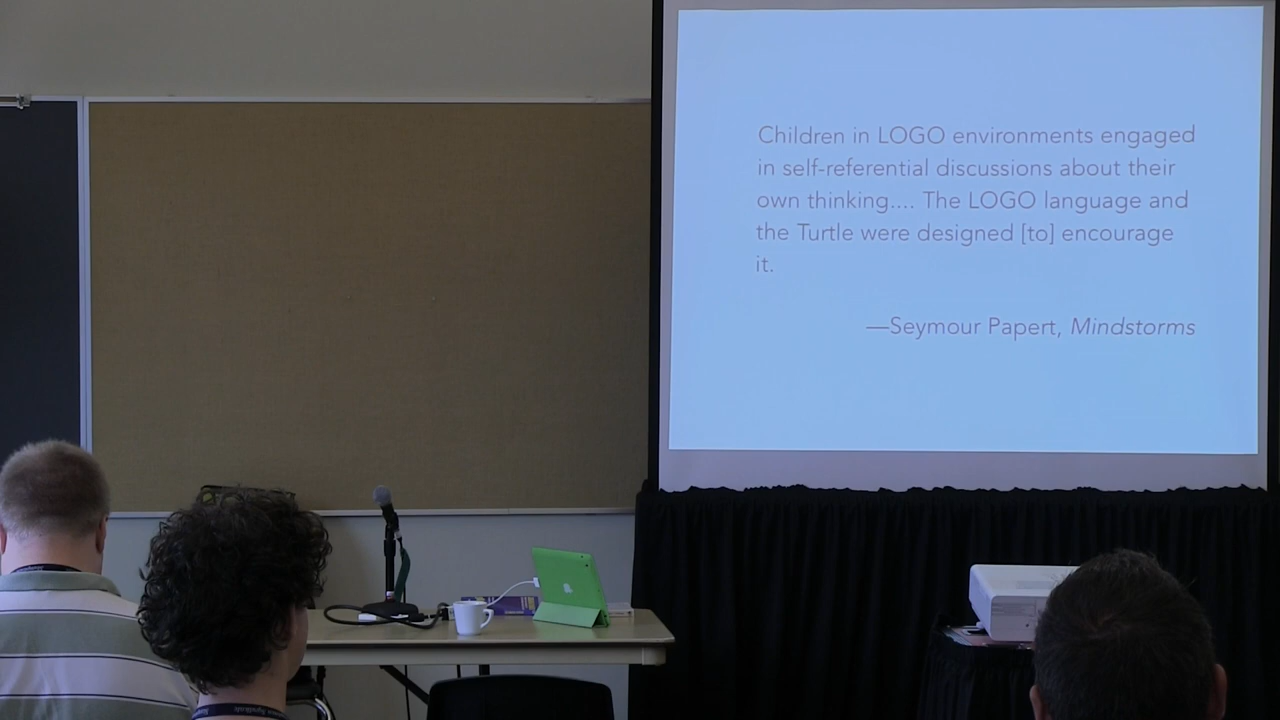 Children in LOGO environments engaged
in self-referential discussions about their
own thinking.... The LOGO language and
the Turtle were designed [to] encourage
it.
—Seymour Papert, Mindstorms